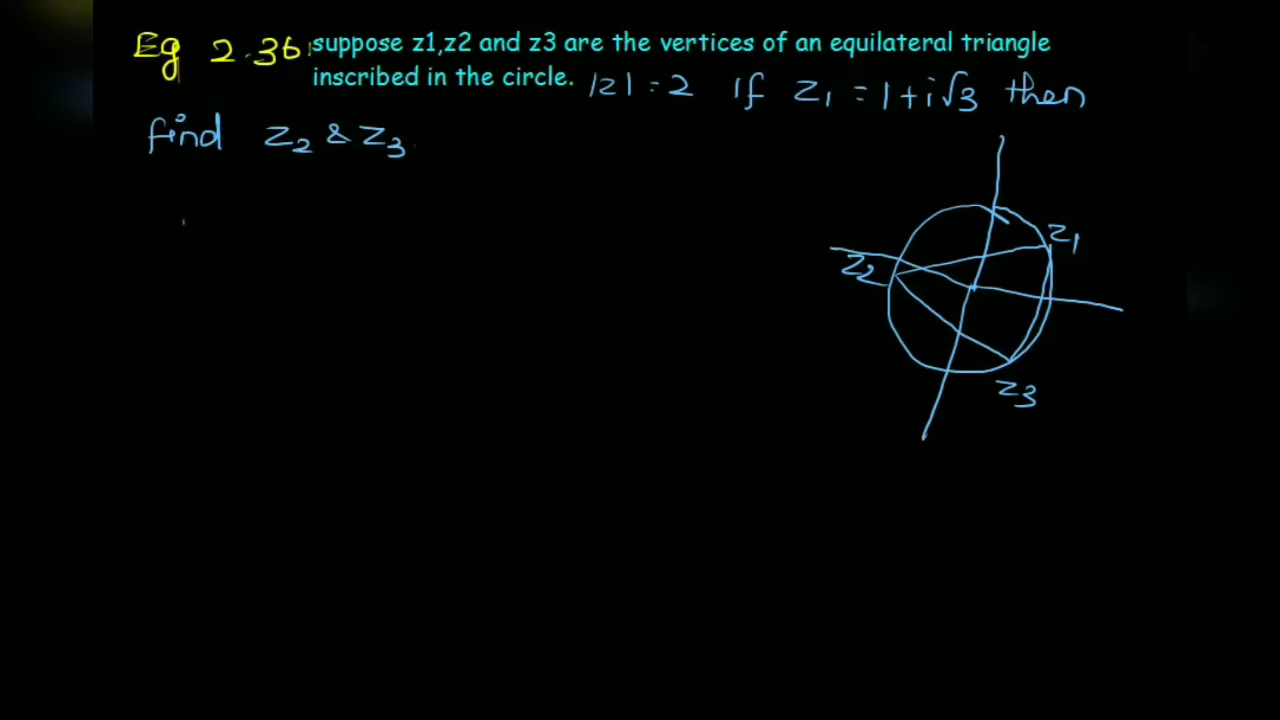 Eg 2.36 suppose z1,z2 and z3 are the vertices of an equilateral triangle
inscribed in the circle. |z| = 2 If z₁ = 1+i√3 then
find z₂ & z₃
z1
z2
z3